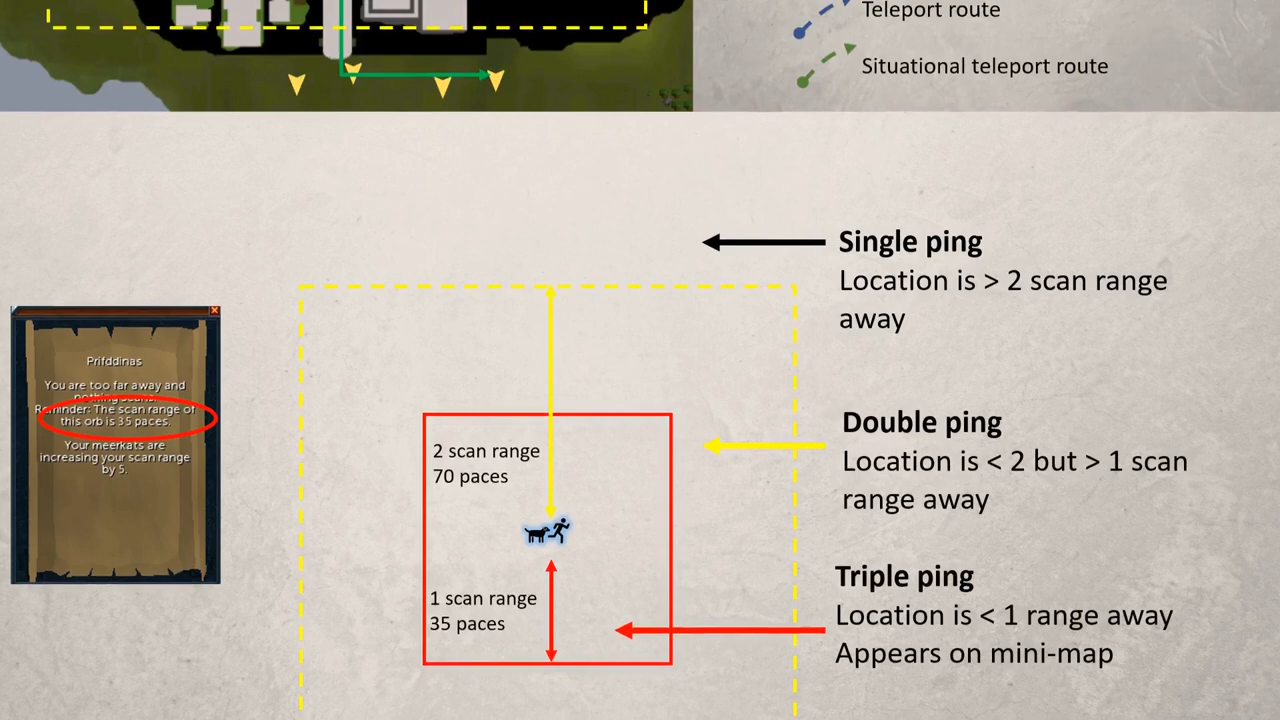 Teleport route
Situational teleport route
Single ping
Location is > 2 scan range
away
Prifddinas
You are too far away and
nothing scans.
Reminder: The scan range of
this orb is 35 paces.
Your meerkats are
increasing your scan range
by 5.
Double ping
Location is < 2 but > 1 scan
range away
2 scan range
70 paces
Triple ping
Location is < 1 range away
Appears on mini-map
1 scan range
35 paces